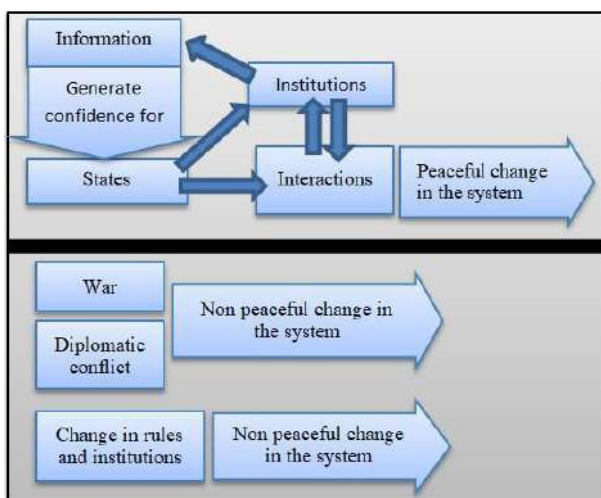 Information
Generate
confidence for
States
Institutions
Interactions
Peaceful change
in the system
War
Diplomatic
conflict
Non peaceful change in
the system
Change in rules
and institutions
Non peaceful change
in the system